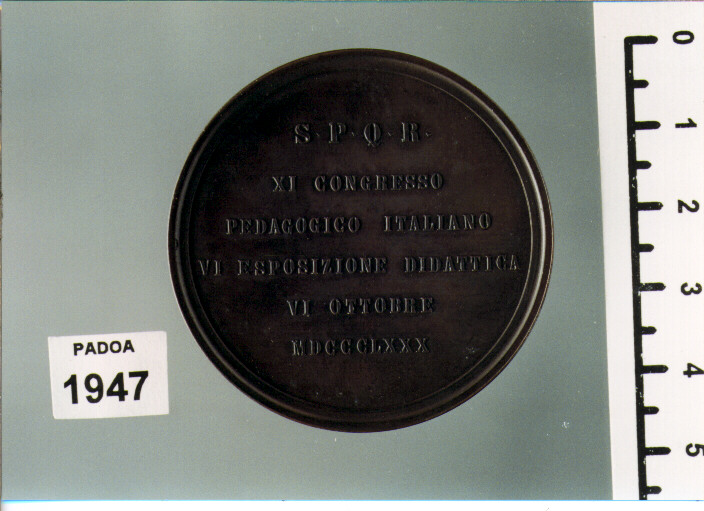 S·P·Q·R·
XI CONGRESSO
PEDAGOGICO ITALIANO
VI ESPOSIZIONE DIDATTICA
VI OTTOBRE
MDCCCLXXX
PADOA
1947
0
1
2
3
4
5